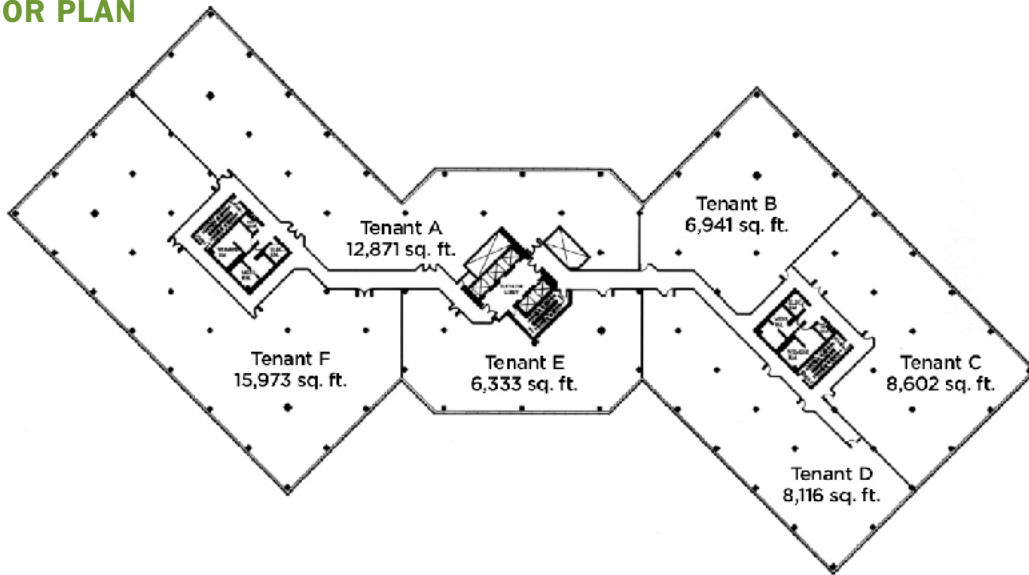 OR PLAN
Tenant A
12,871 sq. ft.
Tenant B
6,941 sq. ft.
Tenant F
15,973 sq. ft.
Tenant E
6,333 sq. ft.
Tenant C
8,602 sq. ft.
Tenant D
8,116 sq. ft.